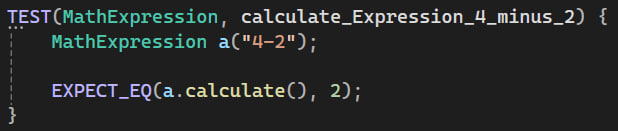 TEST(MathExpression, calculate_Expression_4_minus_2) {
    MathExpression a("4-2");
    EXPECT_EQ(a.calculate(), 2);
}